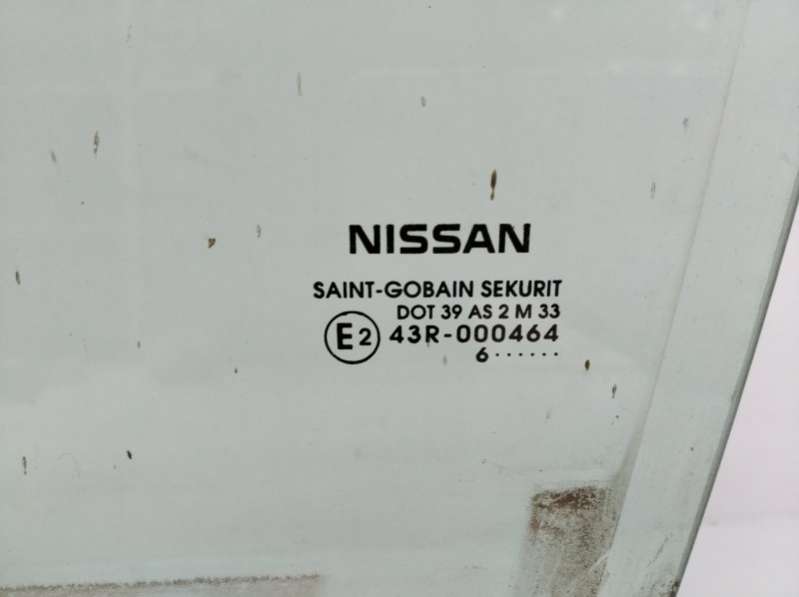 NISSAN
SAINT-GOBAIN SEKURIT
DOT 39 AS 2 M 33
E2 43R-000464
6······